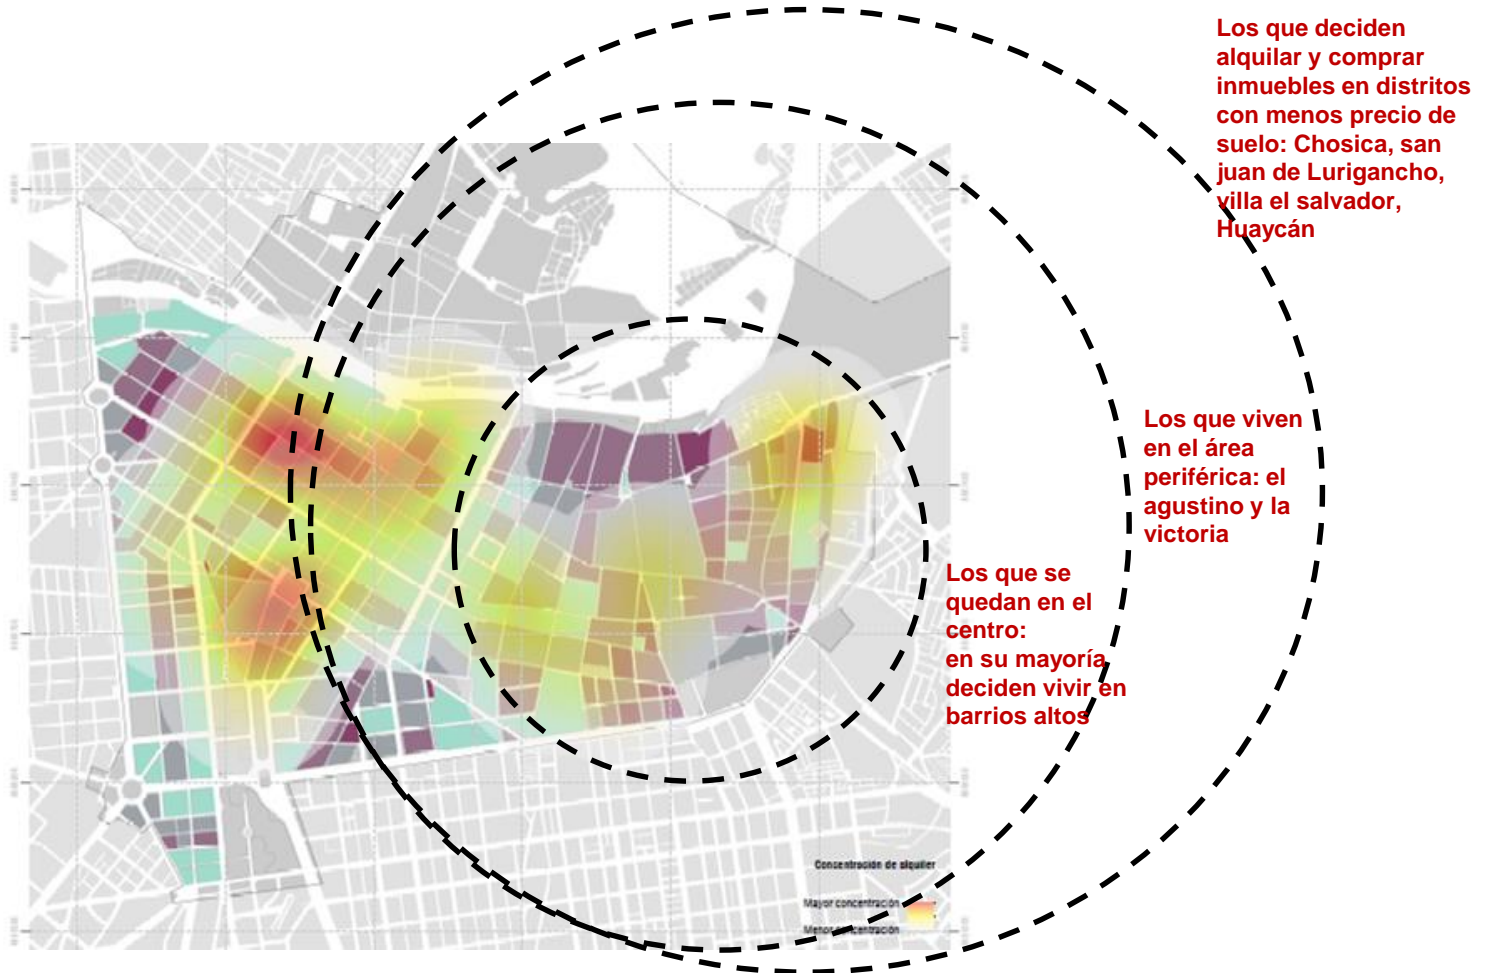 Los que deciden
alquilar y comprar
inmuebles en distritos
con menos precio de
suelo: Chosica, san
juan de Lurigancho,
villa el salvador,
Huaycán
Los que viven
en el área
periférica: el
agustino y la
victoria
Los que se
quedan en el
centro:
en su mayoría
deciden vivir en
barrios altos
Concentración de alquiler
Mayor concentración
Menor concentración